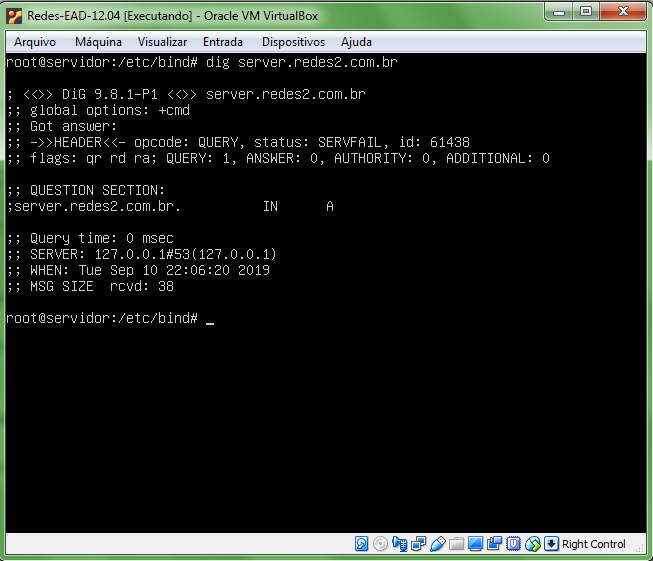 Redes-EAD-12.04 [Executando] - Oracle VM VirtualBox
Arquivo Máquina Visualizar Entrada Dispositivos Ajuda
root@servidor:/etc/bind# dig server.redes2.com.br
; <<>> DiG 9.8.1-P1 <<>> server.redes2.com.br
;; global options: +cmd
;; Got answer:
;; ->>HEADER<<- opcode: QUERY, status: SERVFAIL, id: 61438
;; flags: qr rd ra; QUERY: 1, ANSWER: 0, AUTHORITY: 0, ADDITIONAL: 0
;; QUESTION SECTION:
;server.redes2.com.br. IN A
;; Query time: 0 msec
;; SERVER: 127.0.0.1#53(127.0.0.1)
;; WHEN: Tue Sep 10 22:06:20 2019
;; MSG SIZE rcvd: 38
root@servidor:/etc/bind# _
Right Control